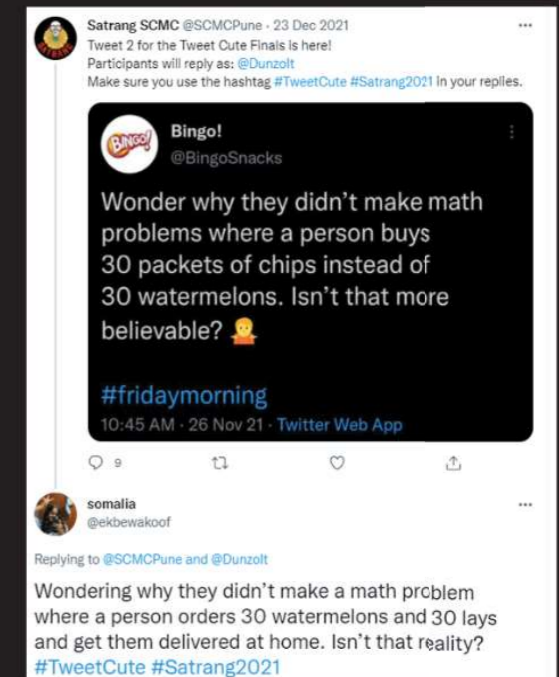 Satrang SCMC @SCMCPune · 23 Dec 2021
Tweet 2 for the Tweet Cute Finals is here!
Participants will reply as: @Dunzolt
Make sure you use the hashtag #TweetCute #Satrang2021 in your replies.
BINGO!
Bingo!
@BingoSnacks
Wonder why they didn't make math
problems where a person buys
30 packets of chips instead of
30 watermelons. Isn't that more
believable? 🤷
#fridaymorning
10:45 AM · 26 Nov 21 · Twitter Web App
9
somalia
@ekbewakoof
Replying to @SCMCPune and @Dunzolt
Wondering why they didn't make a math problem
where a person orders 30 watermelons and 30 lays
and get them delivered at home. Isn't that reality?
#TweetCute #Satrang2021